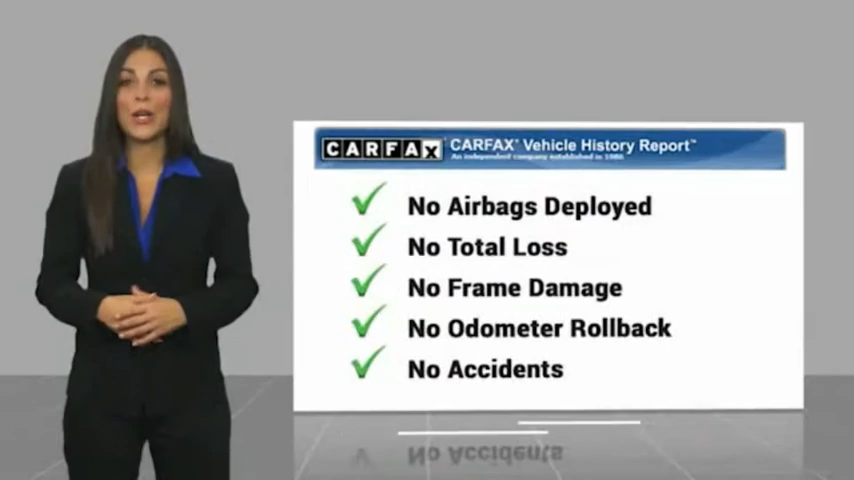 CARFAX CARFAX® Vehicle History Report™
An independent company established in 1986
No Airbags Deployed
No Total Loss
No Frame Damage
No Odometer Rollback
No Accidents
No Accidents